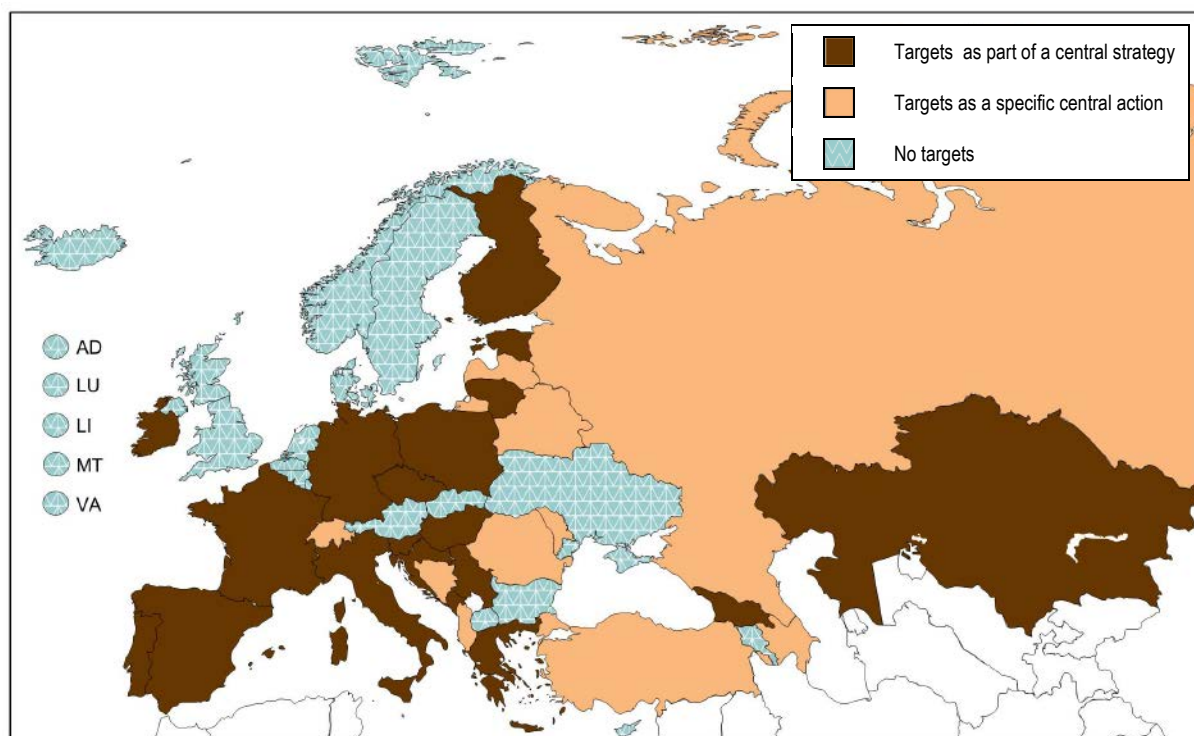 Targets as part of a central strategy
Targets as a specific central action
No targets
AD
LU
LI
MT
VA